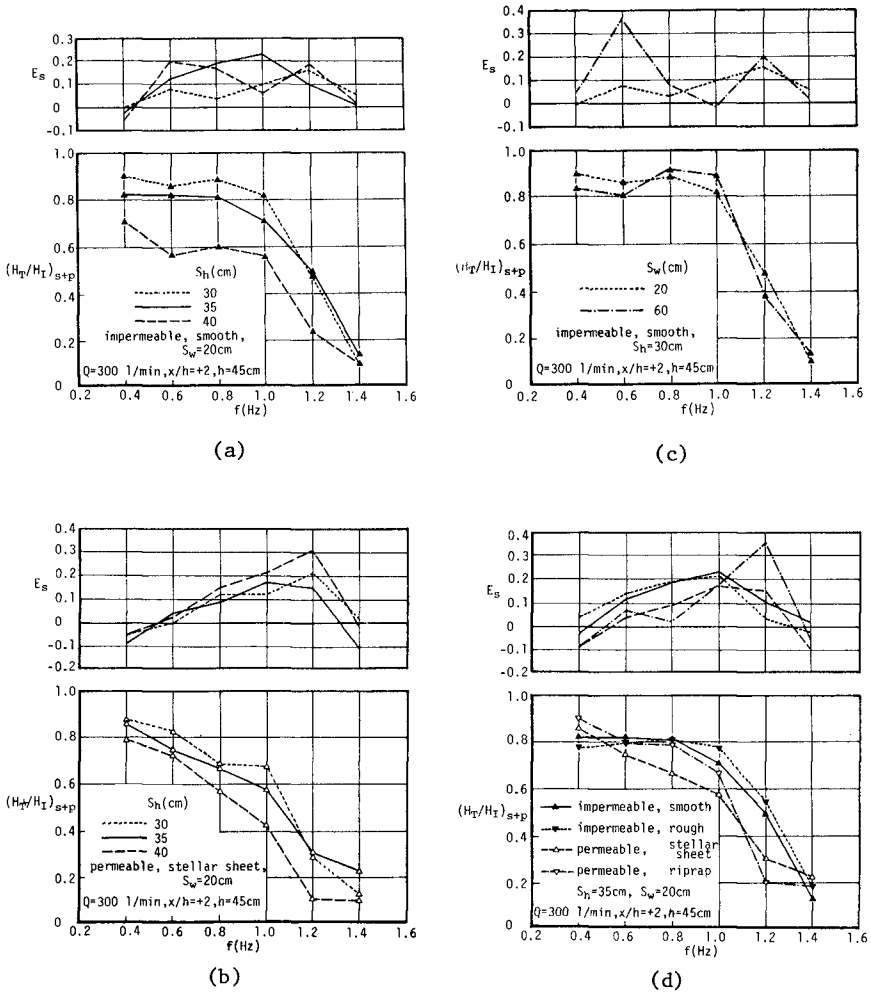 0.3
0.2
E_s 0.1
0
-0.1
1.0
0.8
0.6
(H_T/H_I)_{s+p}
0.4
0.2
0
S_h(cm)
30
35
40
impermeable, smooth,
S_w=20cm
Q=300 l/min,x/h=+2,h=45cm
0.2 0.4 0.6 0.8 1.0 1.2 1.4 1.6
f(Hz)
(a)
0.4
0.3
0.2
E_s
0.1
0
-0.1
1.0
0.8
0.6
/H_I)_{s+p}
0.4
0.2
0
S_w(cm)
20
60
impermeable, smooth,
S_h=30cm
Q=300 l/min,x/h=+2,h=45cm
0.2 0.4 0.6 0.8 1.0 1.2 1.4 1.6
f(Hz)
(c)
0.4
0.3
0.2
E_s
0.1
0
-0.1
-0.2
1.0
0.8
0.6
/H_I)_{s+p}
0.4
0.2
0
S_h(cm)
30
35
40
permeable, stellar sheet,
S_w=20cm
Q=300 l/min,x/h=+2,h=45cm
0.2 0.4 0.6 0.8 1.0 1.2 1.4 1.6
f(Hz)
(b)
0.4
0.3
0.2
E_s
0.1
0
-0.1
-0.2
1.0
0.8
0.6
(H_T/H_I)_{s+p}
0.4
0.2
0
impermeable, smooth
impermeable, rough
permeable, stellar
sheet
permeable, riprap
S_h=35cm, S_w=20cm
Q=300 l/min,x/h=+2,h=45cm
0.2 0.4 0.6 0.8 1.0 1.2 1.4 1.6
f(Hz)
(d)